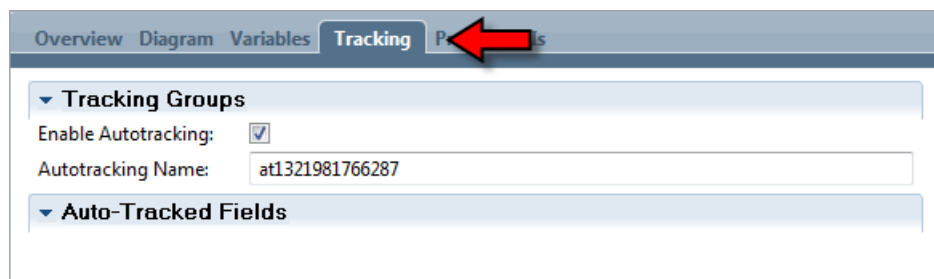 Overview Diagram Variables Tracking
Tracking Groups
Enable Autotracking:
Autotracking Name: at1321981766287
Auto-Tracked Fields